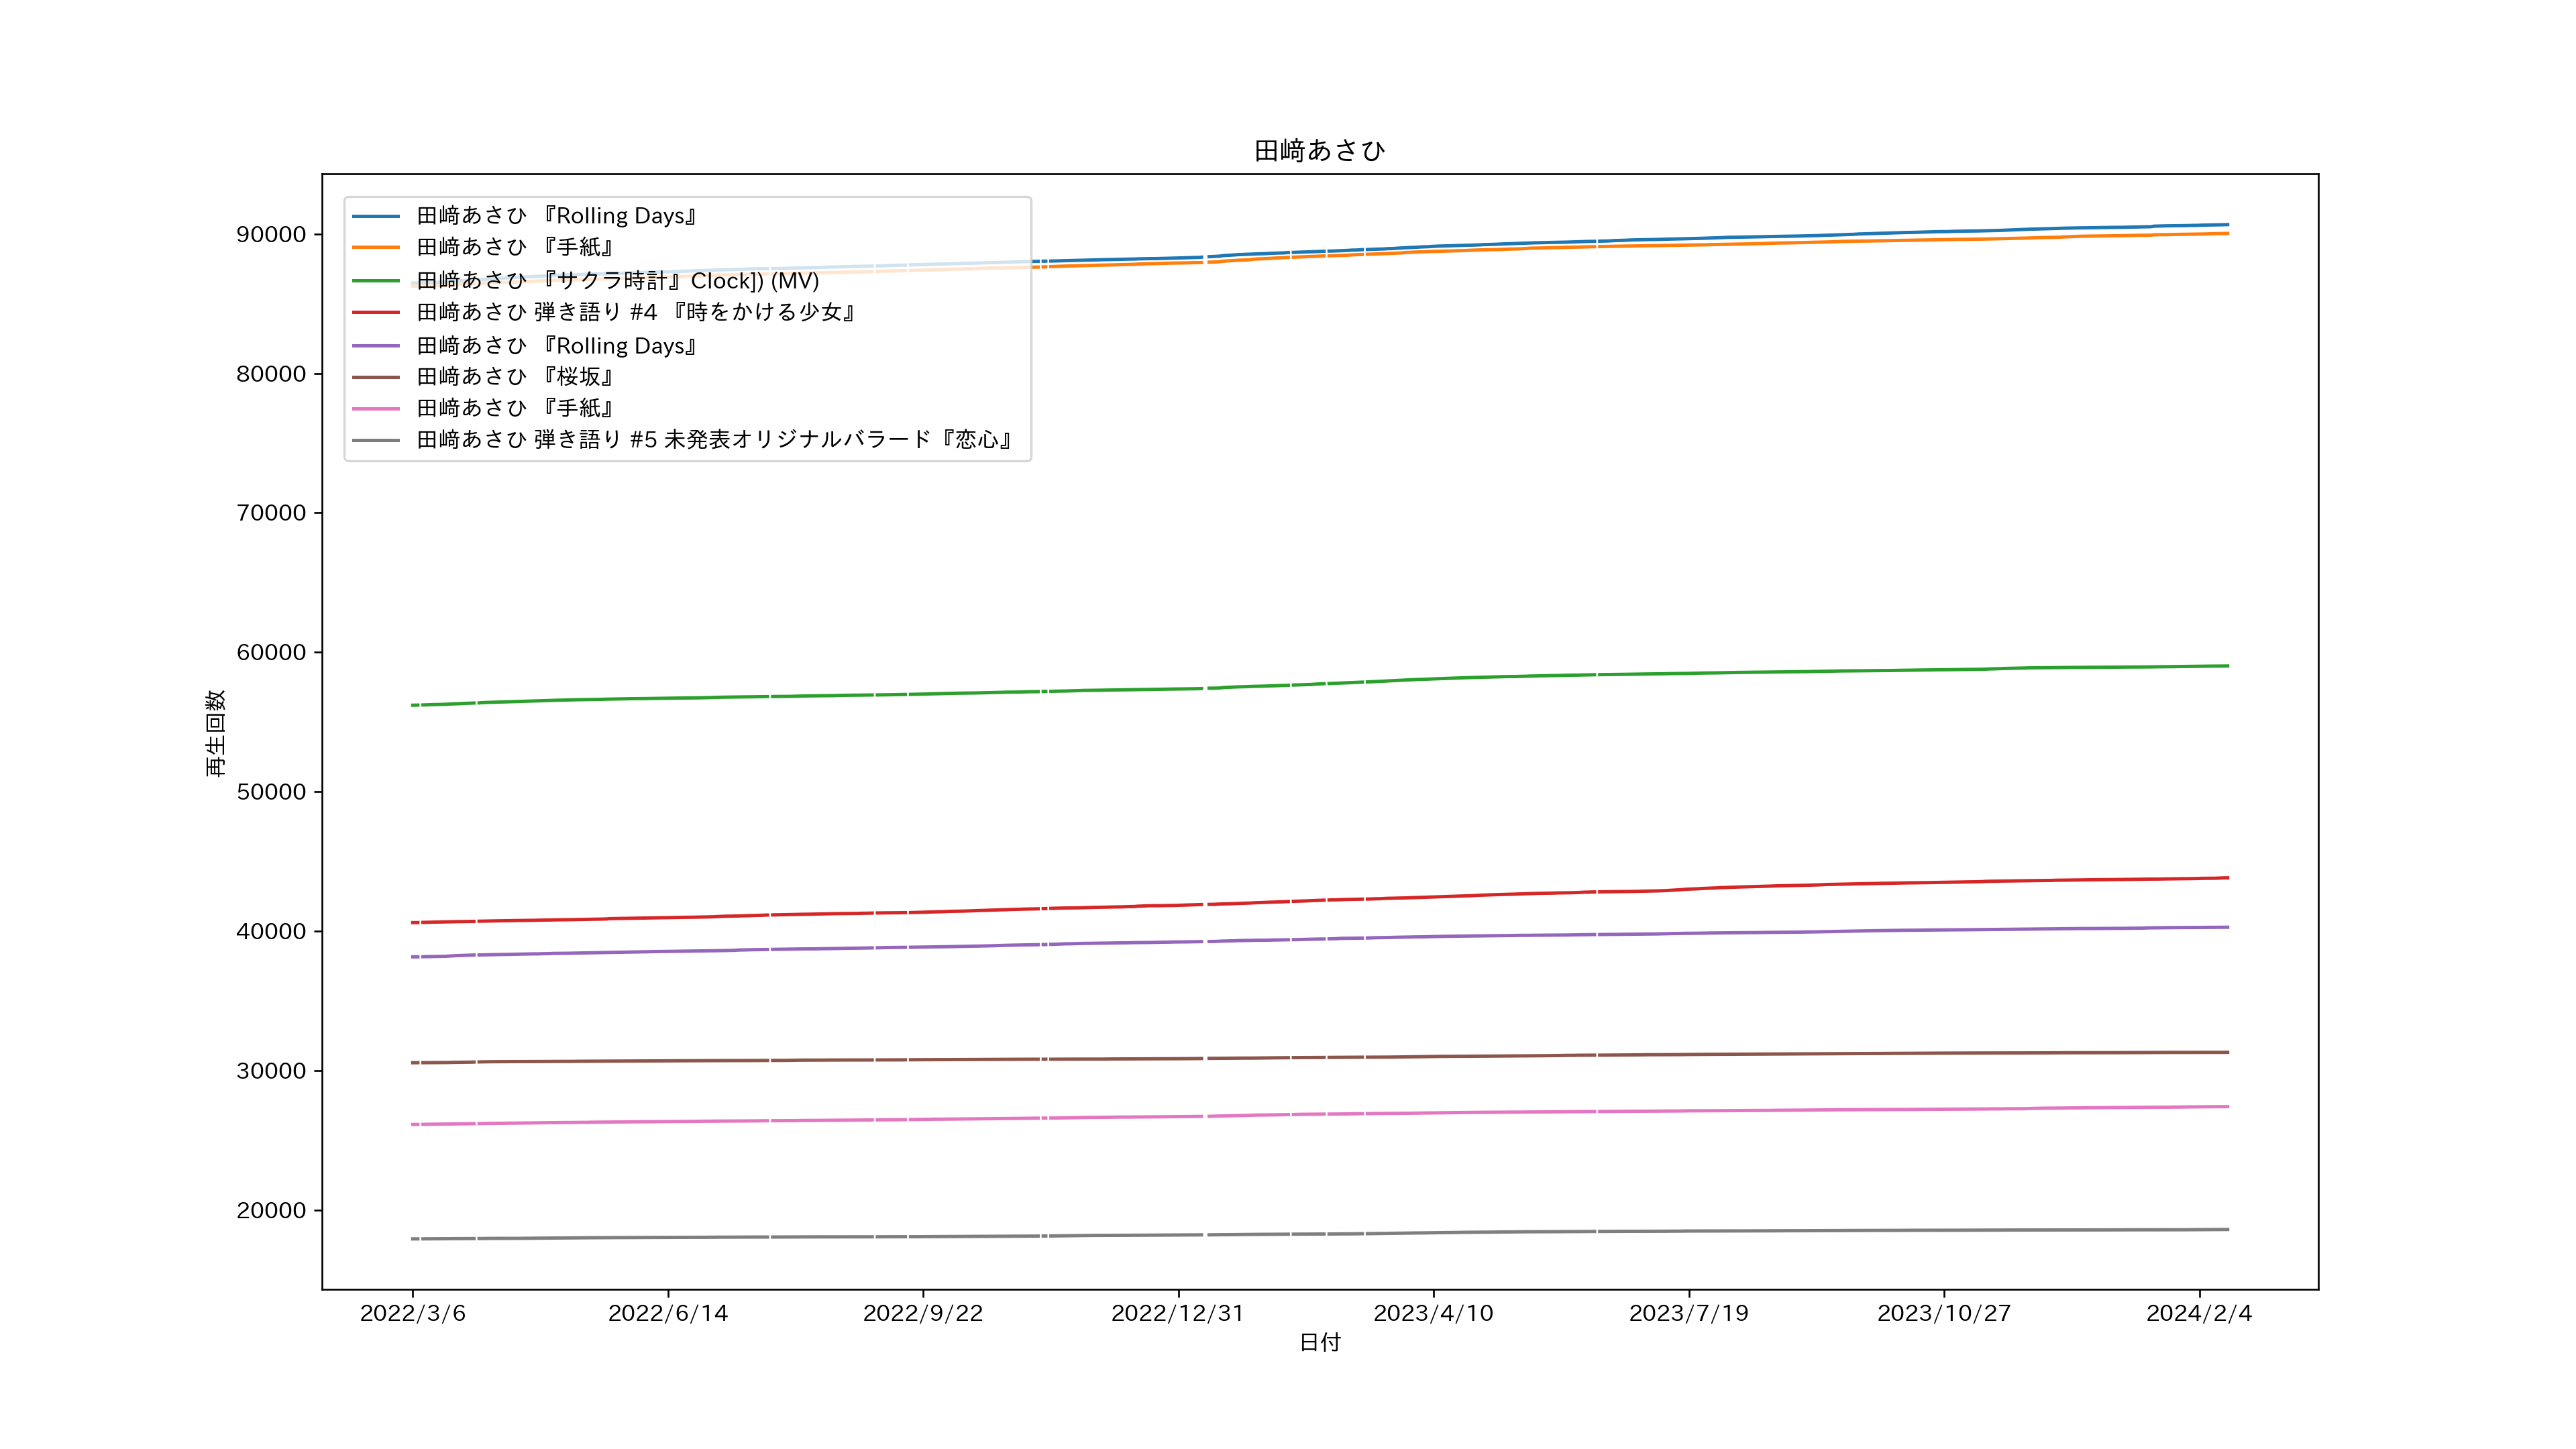 田﨑あさひ
田﨑あさひ 『Rolling Days』
田﨑あさひ 『手紙』
田﨑あさひ 『サクラ時計』Clock]) (MV)
田﨑あさひ 弾き語り #4 『時をかける少女』
田﨑あさひ 『Rolling Days』
田﨑あさひ 『桜坂』
田﨑あさひ 『手紙』
田﨑あさひ 弾き語り #5 未発表オリジナルバラード『恋心』
90000
80000
70000
60000
50000
40000
30000
20000
再生回数
2022/3/6 2022/6/14 2022/9/22 2022/12/31 2023/4/10 2023/7/19 2023/10/27 2024/2/4
日付